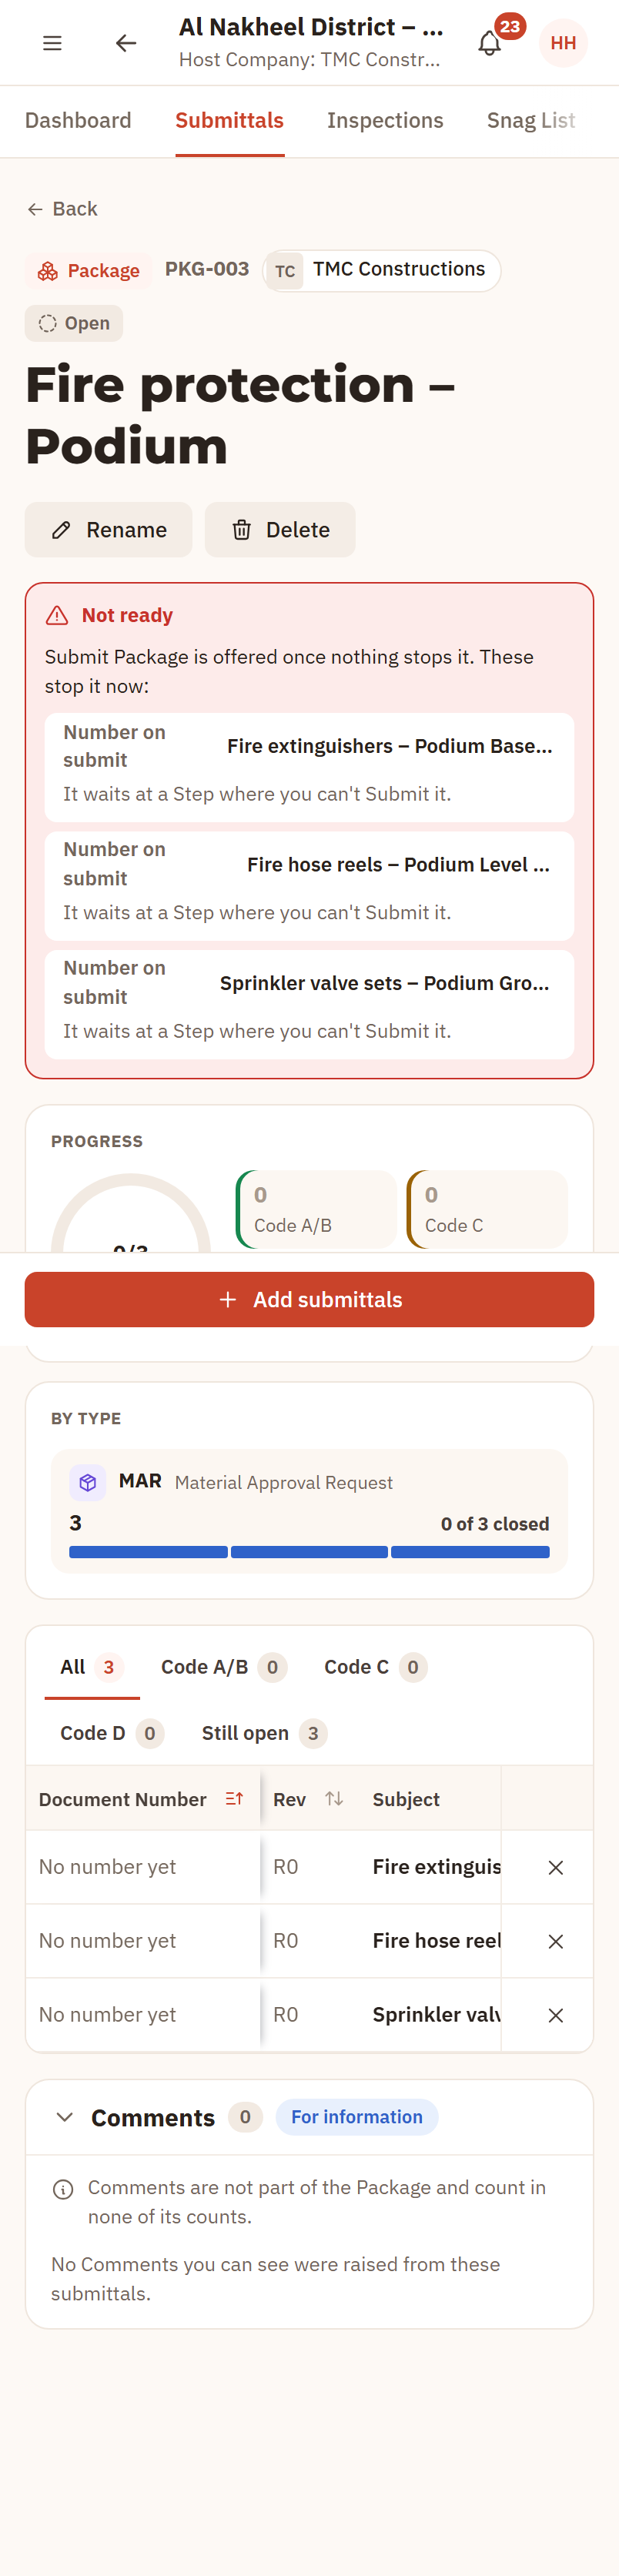 Al Nakheel District – ...
Host Company: TMC Constr...
23
HH
Dashboard
Submittals
Inspections
Snag List
Back
Package
PKG-003
TC
TMC Constructions
Open
Fire protection –
Podium
Rename
Delete
Not ready
Submit Package is offered once nothing stops it. These
stop it now:
Number on
submit
Fire extinguishers – Podium Base...
It waits at a Step where you can't Submit it.
Number on
submit
Fire hose reels – Podium Level ...
It waits at a Step where you can't Submit it.
Number on
submit
Sprinkler valve sets – Podium Gro...
It waits at a Step where you can't Submit it.
PROGRESS
0
Code A/B
0
Code C
0/3
Add submittals
BY TYPE
MAR Material Approval Request
3
0 of 3 closed
All 3
Code A/B 0
Code C 0
Code D 0
Still open 3
Document Number
Rev
Subject
No number yet
R0
Fire extinguis
No number yet
R0
Fire hose reel
No number yet
R0
Sprinkler valv
Comments 0 For information
Comments are not part of the Package and count in
none of its counts.
No Comments you can see were raised from these
submittals.